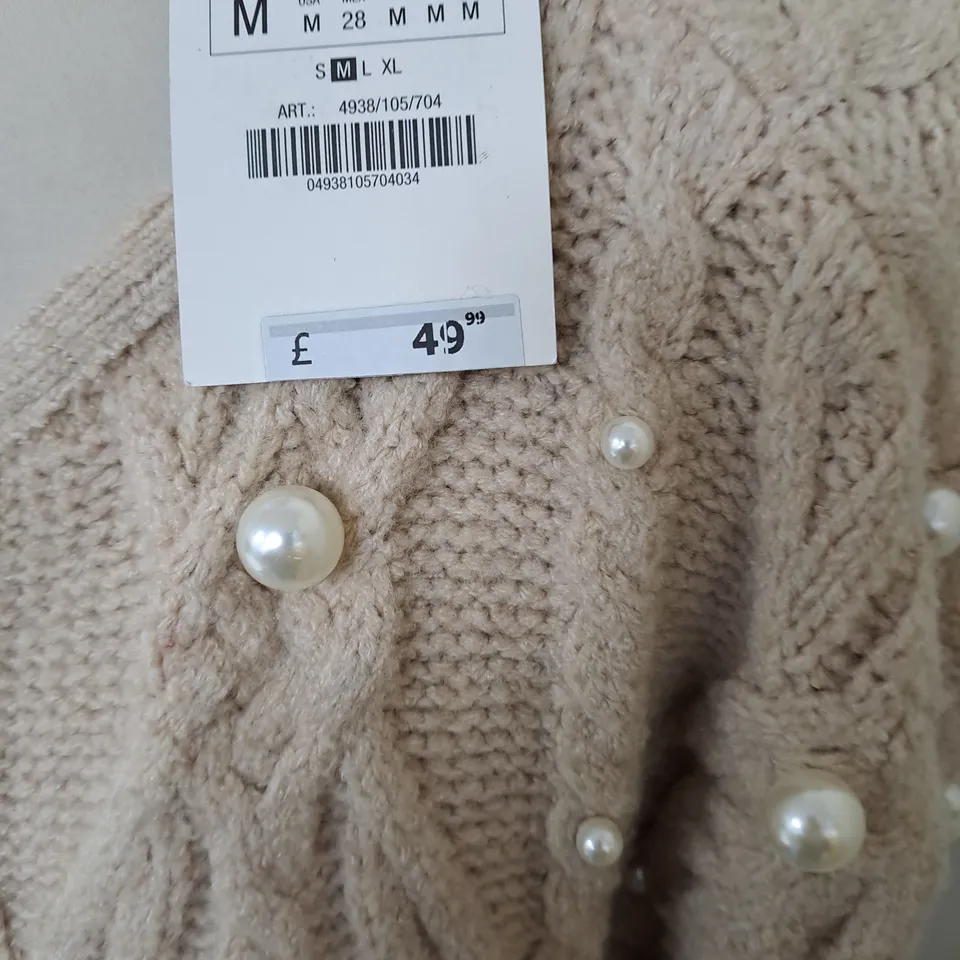 USA
M M 28 M M M
S M L XL
ART.: 4938/105/704
04938105704034
£ 49 99